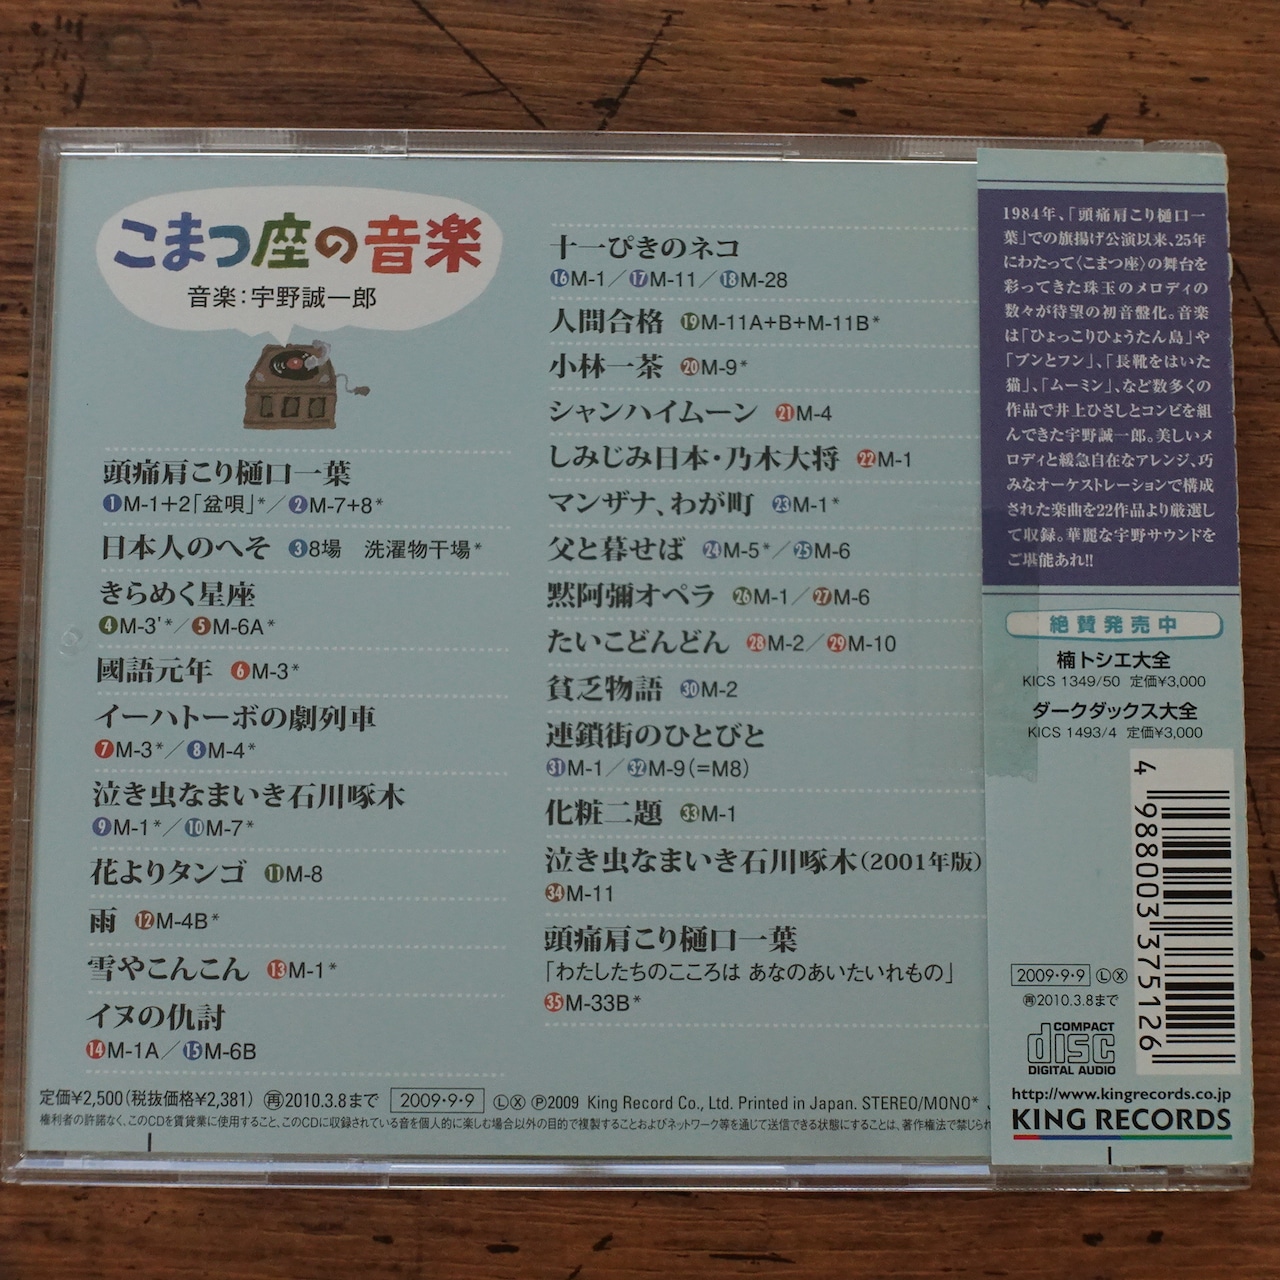 こまつ座の音楽
音楽：宇野誠一郎
頭痛肩こり樋口一葉
①M-1+2「盆唄」*／②M-7+8*
日本人のへそ ③8場 洗濯物干場*
きらめく星座
④M-3'*／⑤M-6A*
國語元年 ⑥M-3*
イーハトーボの劇列車
⑦M-3*／⑧M-4*
泣き虫なまいき石川啄木
⑨M-1*／⑩M-7*
花よりタンゴ ⑪M-8
雨 ⑫M-4B*
雪やこんこん ⑬M-1*
イヌの仇討
⑭M-1A／⑮M-6B
十一ぴきのネコ
⑯M-1／⑰M-11／⑱M-28
人間合格 ⑲M-11A+B+M-11B*
小林一茶 ⑳M-9*
シャンハイムーン ㉑M-4
しみじみ日本・乃木大将 ㉒M-1
マンザナ、わが町 ㉓M-1*
父と暮せば ㉔M-5*／㉕M-6
黙阿彌オペラ ㉖M-1／㉗M-6
たいこどんどん ㉘M-2／㉙M-10
貧乏物語 ㉚M-2
連鎖街のひとびと
㉛M-1／㉜M-9(=M8)
化粧二題 ㉝M-1
泣き虫なまいき石川啄木(2001年版)
㉞M-11
頭痛肩こり樋口一葉
「わたしたちのこころは あなのあいたいれもの」
㉟M-33B*
定価¥2,500(税抜価格¥2,381) ㊢2010.3.8まで 2009・9・9 ⓁⓍ Ⓟ2009 King Record Co., Ltd. Printed in Japan. STEREO/MONO*
権利者の許諾なく、このCDを賃貸業に使用すること、このCDに収録されている音を個人的に楽しむ場合以外の目的で複製することおよびネットワーク等を通じて送信できる状態にすることは、著作権法で禁じられ
1984年、「頭痛肩こり樋口一
葉」での旗揚げ公演以来、25年
にわたって〈こまつ座〉の舞台を
彩ってきた珠玉のメロディの
数々が待望の初音盤化。音楽
は「ひょっこりひょうたん島」や
「ブンとフン」、「長靴をはいた
猫」、「ムーミン」、など数多くの
作品で井上ひさしとコンビを組
んできた宇野誠一郎。美しいメ
ロディと緩急自在なアレンジ、巧
みなオーケストレーションで構成
された楽曲を22作品より厳選し
て収録。華麗な宇野サウンドを
ご堪能あれ!!
絶賛発売中
楠トシエ大全
KICS 1349/50 定価¥3,000
ダークダックス大全
KICS 1493/4 定価¥3,000
4 988003 375126
2009・9・9 ⓁⓍ
㊢2010.3.8まで
COMPACT
disc
DIGITAL AUDIO
http://www.kingrecords.co.jp
KING RECORDS